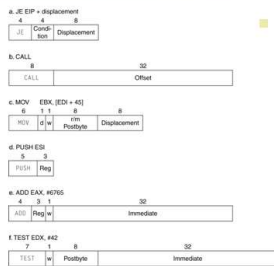 a. JE EIP + displacement
4 4 8
JE Condi- tion Displacement
b. CALL
8 32
CALL Offset
c. MOV EBX, [EDI + 45]
6 1 1 8 8
MOV d w r/m Postbyte Displacement
d. PUSH ESI
5 3
PUSH Reg
e. ADD EAX, #6765
4 3 1 32
ADD Reg w Immediate
f. TEST EDX, #42
7 1 8 32
TEST w Postbyte Immediate